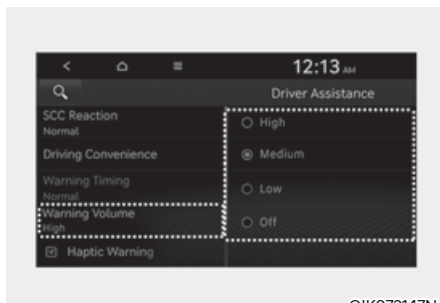 12:13 AM
Driver Assistance
SCC Reaction
Normal
Driving Convenience
Warning Timing
Normal
Warning Volume
High
Haptic Warning
High
Medium
Low
Off